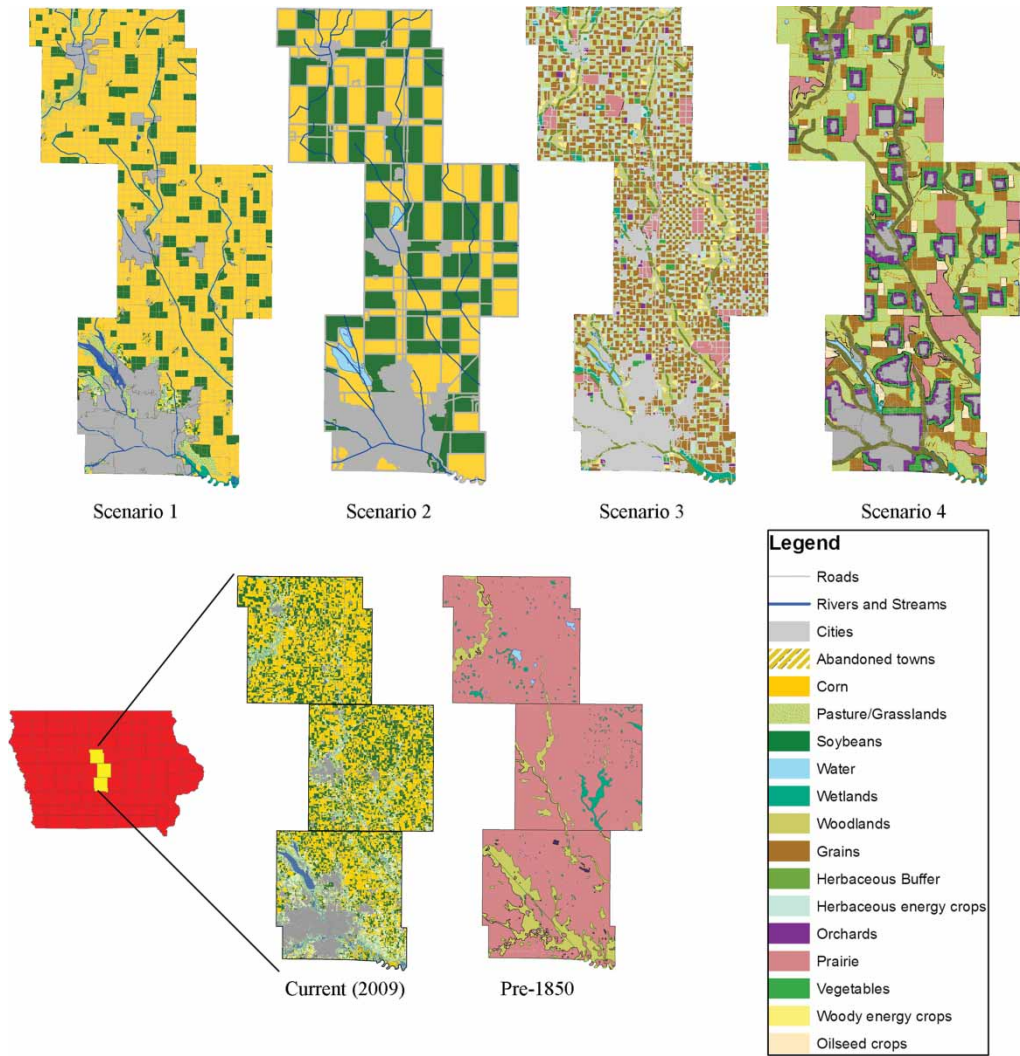 Scenario 1
Scenario 2
Scenario 3
Scenario 4
Current (2009)
Pre-1850
Legend
Roads
Rivers and Streams
Cities
Abandoned towns
Corn
Pasture/Grasslands
Soybeans
Water
Wetlands
Woodlands
Grains
Herbaceous Buffer
Herbaceous energy crops
Orchards
Prairie
Vegetables
Woody energy crops
Oilseed crops